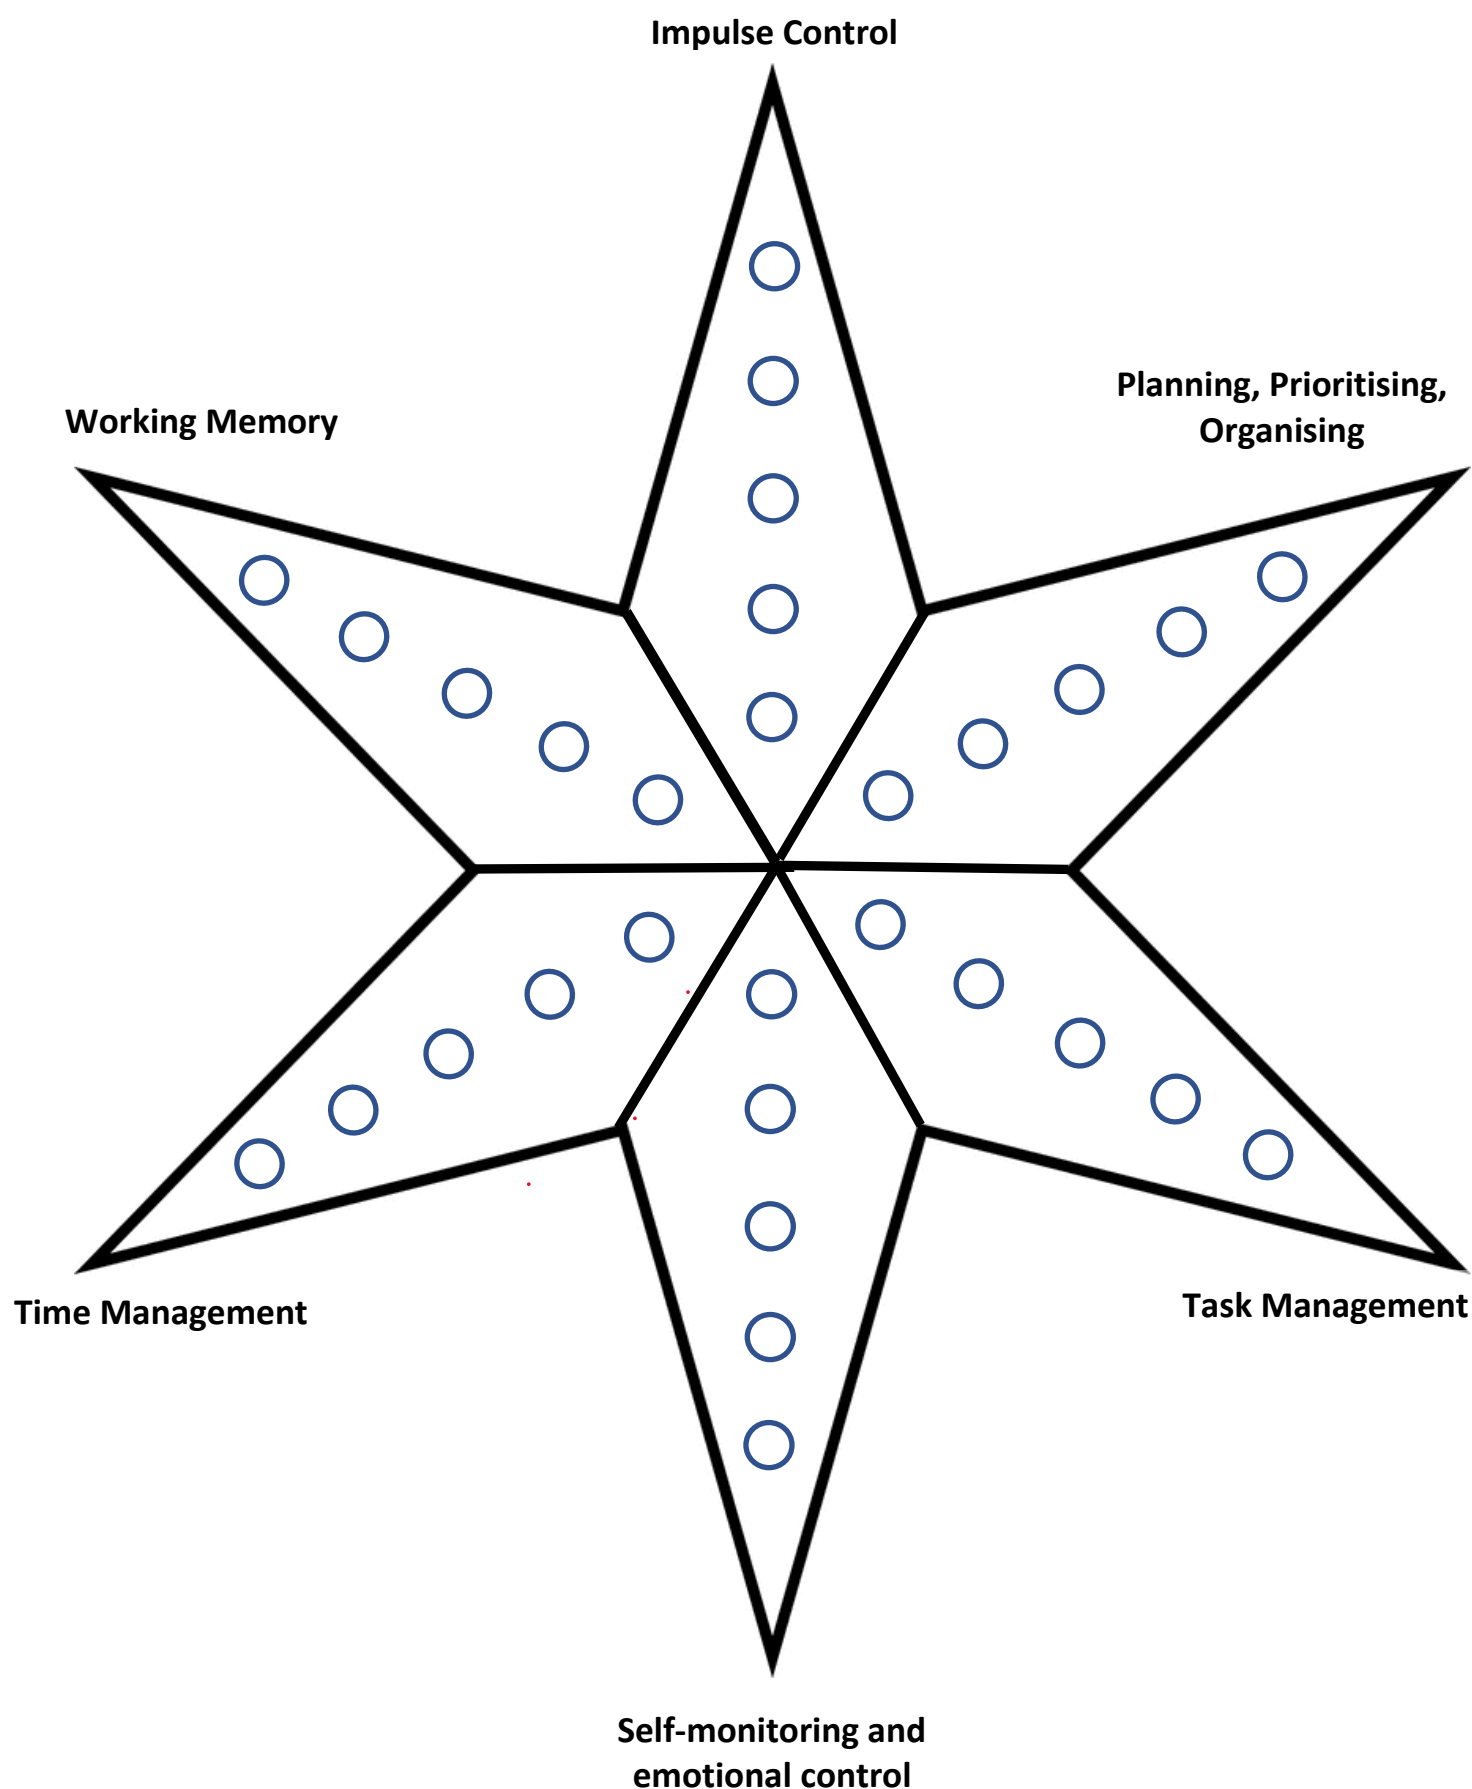 Impulse Control
Planning, Prioritising,
Organising
Working Memory
Time Management
Task Management
Self-monitoring and
emotional control